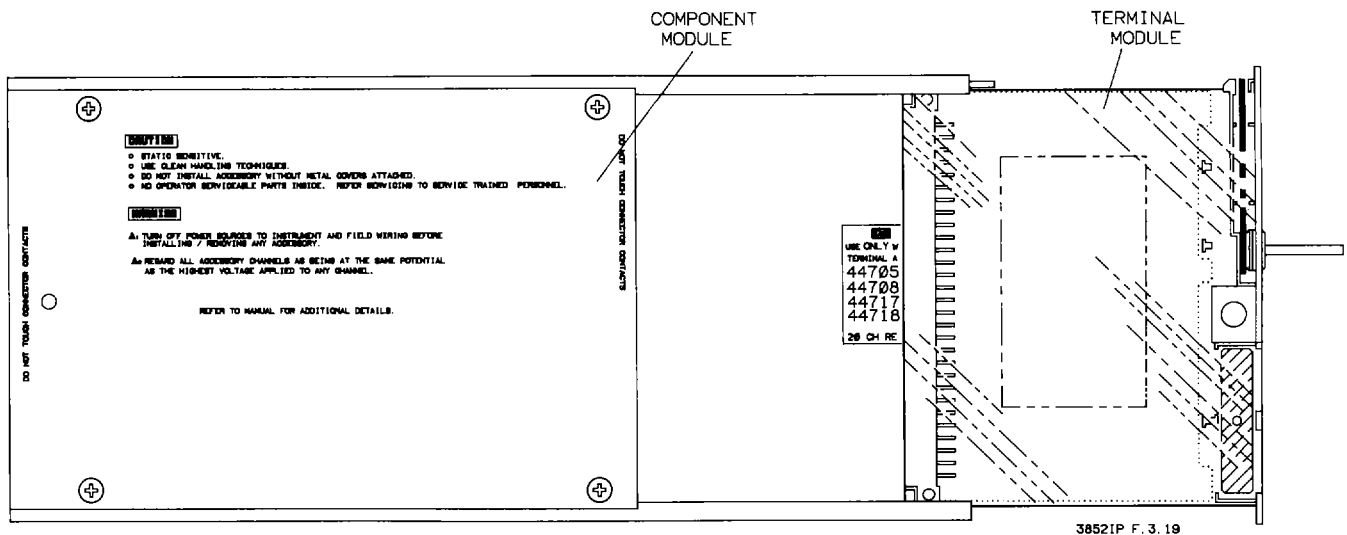 COMPONENT
MODULE
TERMINAL
MODULE
CAUTION
o STATIC SENSITIVE.
o USE CLEAN HANDLING TECHNIQUES.
o DO NOT INSTALL ACCESSORY WITHOUT METAL COVERS ATTACHED.
o NO OPERATOR SERVICEABLE PARTS INSIDE. REFER SERVICING TO SERVICE TRAINED PERSONNEL.
WARNING
TURN OFF POWER SOURCES TO INSTRUMENT AND FIELD WIRING BEFORE
INSTALLING / REMOVING ANY ACCESSORY.
REGARD ALL ACCESSORY CHANNELS AS BEING AT THE SAME POTENTIAL
AS THE HIGHEST VOLTAGE APPLIED TO ANY CHANNEL.
REFER TO MANUAL FOR ADDITIONAL DETAILS.
DO NOT TOUCH CONNECTOR CONTACTS
DO NOT TOUCH CONNECTOR CONTACTS
USE ONLY W
TERMINAL A
44705
44708
44717
44718
20 CH RE
3852IP F.3.19